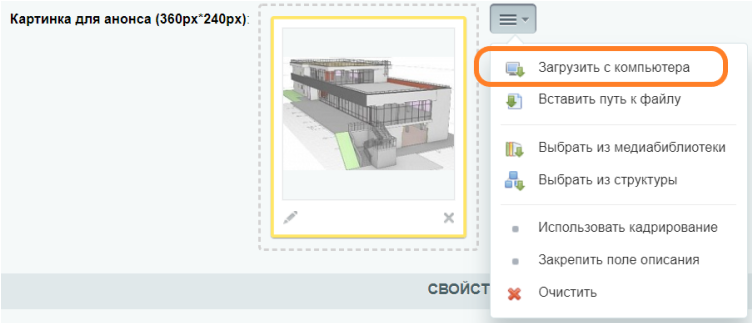 Картинка для анонса (360px*240px):
Загрузить с компьютера
Вставить путь к файлу
Выбрать из медиабиблиотеки
Выбрать из структуры
Использовать кадрирование
Закрепить поле описания
СВОЙСТ
Очистить